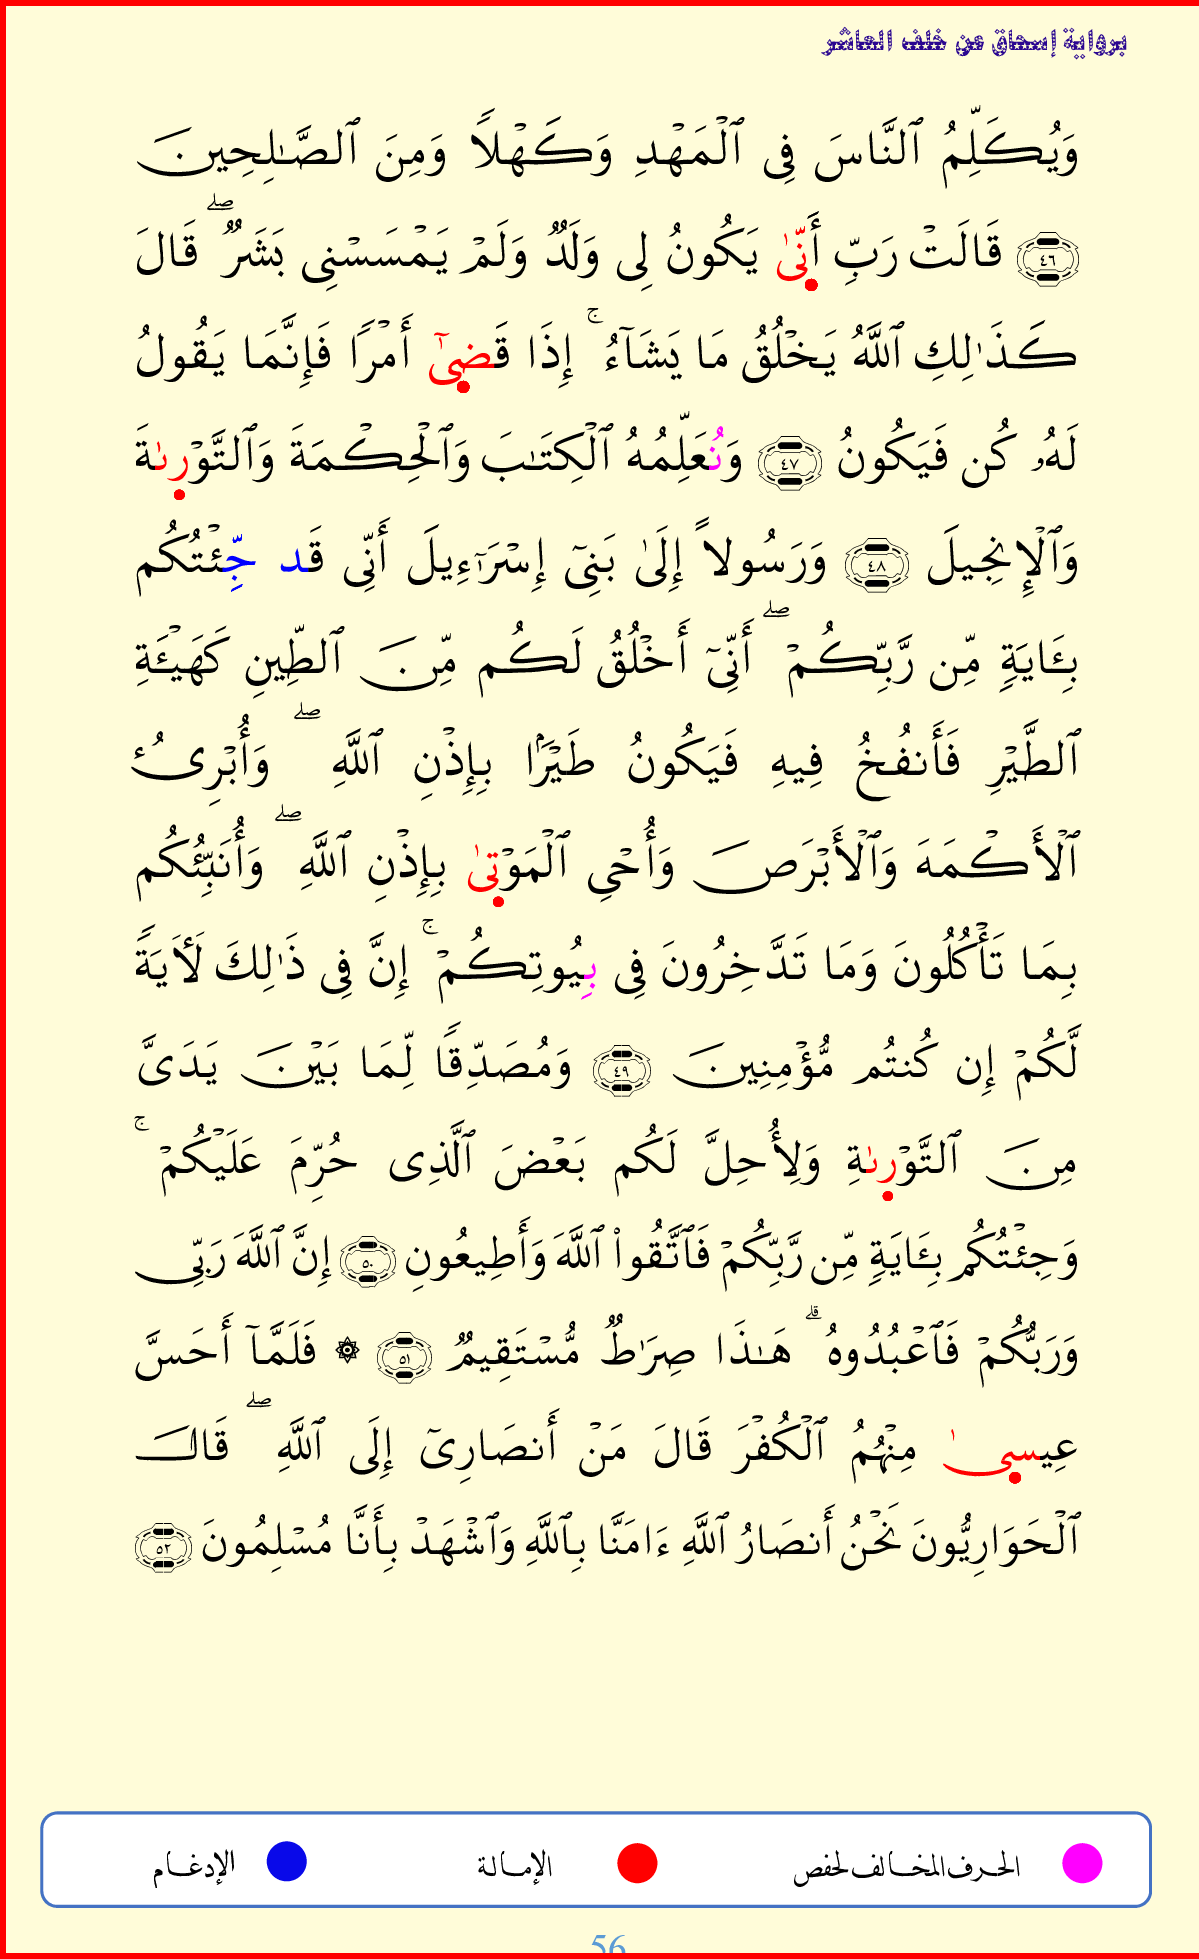 برواية إسحاق عن خلف العاشر
وَيُكَلِّمُ ٱلنَّاسَ فِى ٱلْمَهْدِ وَكَهْلًا وَمِنَ ٱلصَّـٰلِحِينَ
٤٦ قَالَتْ رَبِّ أَنِّىٰ يَكُونُ لِى وَلَدٌ وَلَمْ يَمْسَسْنِى بَشَرٌ ۖ قَالَ
كَذَٰلِكِ ٱللَّهُ يَخْلُقُ مَا يَشَآءُ ۚ إِذَا قَضِىٰٓ أَمْرًا فَإِنَّمَا يَقُولُ
لَهُۥ كُن فَيَكُونُ ٤٧ وَنُعَلِّمُهُ ٱلْكِتَـٰبَ وَٱلْحِكْمَةَ وَٱلتَّوْرِىٰةَ
وَٱلْإِنجِيلَ ٤٨ وَرَسُولًا إِلَىٰ بَنِىٓ إِسْرَٰٓءِيلَ أَنِّى قَد جِّئْتُكُم
بِـَٔايَةٍ مِّن رَّبِّكُمْ ۖ أَنِّىٓ أَخْلُقُ لَكُم مِّنَ ٱلطِّينِ كَهَيْـَٔةِ
ٱلطَّيْرِ فَأَنفُخُ فِيهِ فَيَكُونُ طَيْرًۢا بِإِذْنِ ٱللَّهِ ۖ وَأُبْرِئُ
ٱلْأَكْمَهَ وَٱلْأَبْرَصَ وَأُحْىِ ٱلْمَوْتِىٰ بِإِذْنِ ٱللَّهِ ۖ وَأُنَبِّئُكُم
بِمَا تَأْكُلُونَ وَمَا تَدَّخِرُونَ فِى بِيُوتِكُمْ ۚ إِنَّ فِى ذَٰلِكَ لَـَٔايَةً
لَّكُمْ إِن كُنتُم مُّؤْمِنِينَ ٤٩ وَمُصَدِّقًا لِّمَا بَيْنَ يَدَىَّ
مِنَ ٱلتَّوْرِىٰةِ وَلِأُحِلَّ لَكُم بَعْضَ ٱلَّذِى حُرِّمَ عَلَيْكُمْ ۚ
وَجِئْتُكُم بِـَٔايَةٍ مِّن رَّبِّكُمْ فَٱتَّقُوا۟ ٱللَّهَ وَأَطِيعُونِ ٥٠ إِنَّ ٱللَّهَ رَبِّى
وَرَبُّكُمْ فَٱعْبُدُوهُ ۗ هَـٰذَا صِرَٰطٌ مُّسْتَقِيمٌ ٥١ ۞ فَلَمَّآ أَحَسَّ
عِيسِىٰ مِنْهُمُ ٱلْكُفْرَ قَالَ مَنْ أَنصَارِىٓ إِلَى ٱللَّهِ ۖ قَالَ
ٱلْحَوَارِيُّونَ نَحْنُ أَنصَارُ ٱللَّهِ ءَامَنَّا بِٱللَّهِ وَٱشْهَدْ بِأَنَّا مُسْلِمُونَ ٥٢
الحرف المخالف لحفص الإمالة الإدغام
56